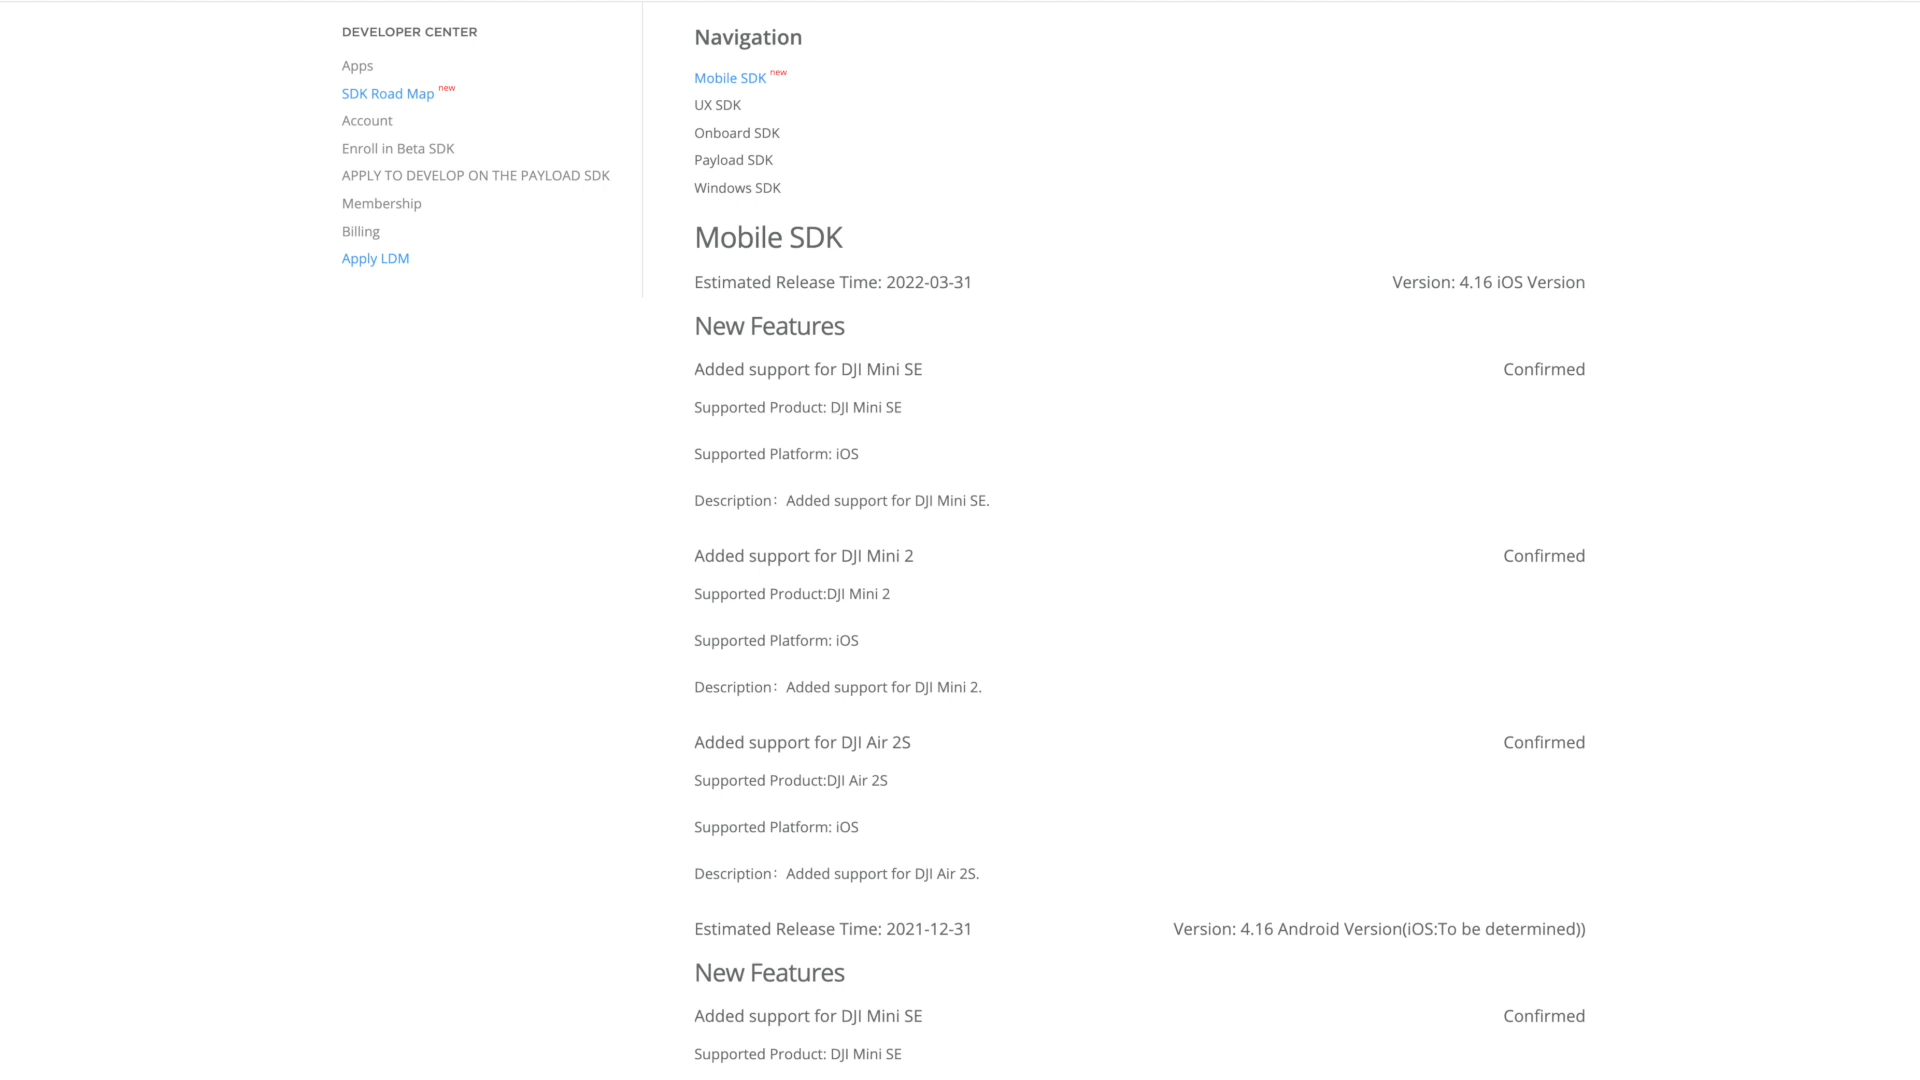 DEVELOPER CENTER
Apps
SDK Road Map new
Account
Enroll in Beta SDK
APPLY TO DEVELOP ON THE PAYLOAD SDK
Membership
Billing
Apply LDM
Navigation
Mobile SDK new
UX SDK
Onboard SDK
Payload SDK
Windows SDK
Mobile SDK
Estimated Release Time: 2022-03-31 Version: 4.16 iOS Version
New Features
Added support for DJI Mini SE Confirmed
Supported Product: DJI Mini SE
Supported Platform: iOS
Description：Added support for DJI Mini SE.
Added support for DJI Mini 2 Confirmed
Supported Product:DJI Mini 2
Supported Platform: iOS
Description：Added support for DJI Mini 2.
Added support for DJI Air 2S Confirmed
Supported Product:DJI Air 2S
Supported Platform: iOS
Description：Added support for DJI Air 2S.
Estimated Release Time: 2021-12-31 Version: 4.16 Android Version(iOS:To be determined))
New Features
Added support for DJI Mini SE Confirmed
Supported Product: DJI Mini SE